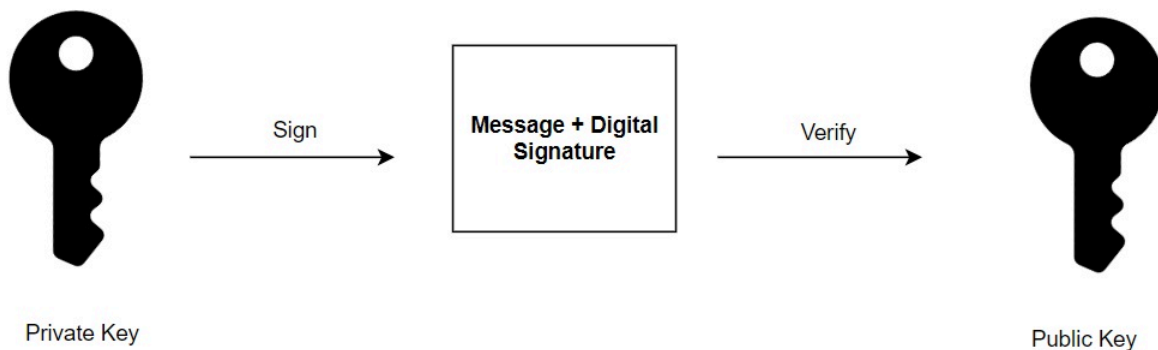 Sign
Message + Digital
Signature
Verify
Private Key
Public Key